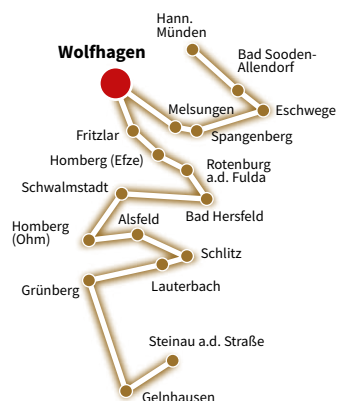 Hann.
Münden
Wolfhagen
Bad Sooden-
Allendorf
Melsungen
Eschwege
Fritzlar
Spangenberg
Homberg (Efze)
Rotenburg
a.d. Fulda
Schwalmstadt
Bad Hersfeld
Homberg
(Ohm)
Alsfeld
Schlitz
Lauterbach
Grünberg
Steinau a.d. Straße
Gelnhausen